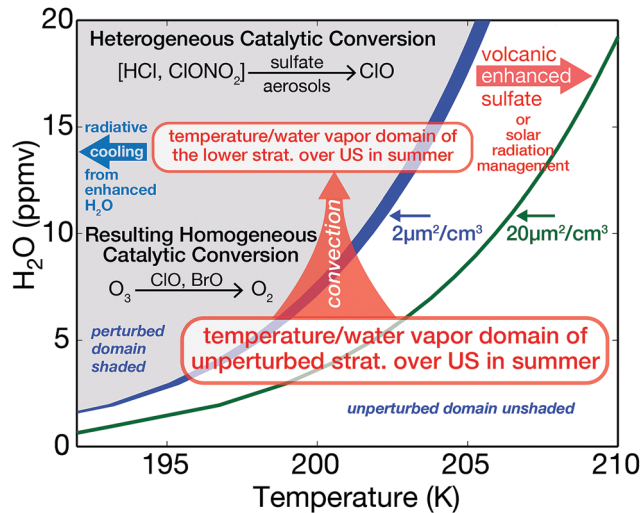 Heterogeneous Catalytic Conversion
[HCl, ClONO₂] sulfate aerosols ClO
volcanic
enhanced
sulfate
or
solar
radiation
management
radiative
cooling
from
enhanced
H₂O
temperature/water vapor domain of
the lower strat. over US in summer
convection
2µm²/cm³
20µm²/cm³
Resulting Homogeneous
Catalytic Conversion
O₃ ClO, BrO O₂
perturbed
domain
shaded
temperature/water vapor domain of
unperturbed strat. over US in summer
unperturbed domain unshaded
H₂O (ppmv)
20
15
10
5
0
195 200 205 210
Temperature (K)